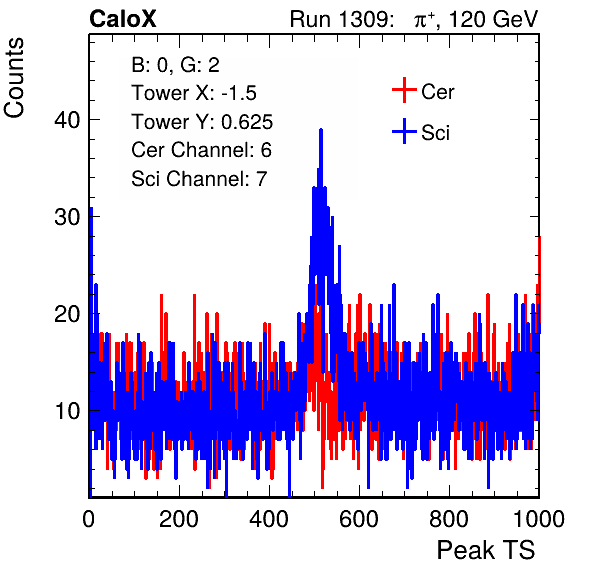 CaloX Run 1309: π⁺, 120 GeV
Counts
B: 0, G: 2
Tower X: -1.5
Tower Y: 0.625
Cer Channel: 6
Sci Channel: 7
Cer
Sci
40
30
20
10
0 200 400 600 800 1000
Peak TS